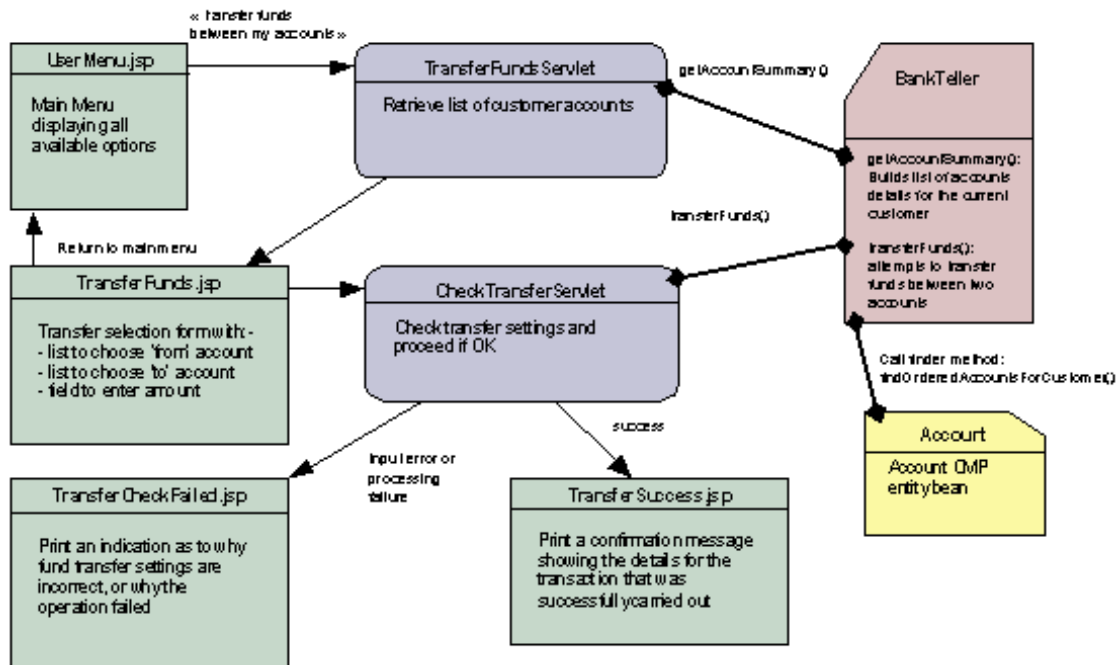 « Transfer funds
between my accounts »
UserMenu.jsp
Main Menu
displaying all
available options
TransferFundsServlet
Retrieve list of customer accounts
getAccountSummary()
BankTeller
getAccountSummary():
Builds list of accounts
details for the current
customer
transferFunds():
attempts to transfer
funds between two
accounts
transferFunds()
Return to main menu
TransferFunds.jsp
Transfer selection form with: -
- list to choose 'from' account
- list to choose 'to' account
- field to enter amount
CheckTransferServlet
Check transfer settings and
proceed if OK
Call finder method:
findOrderedAccountsForCustomer()
Account
Account CMP
entity bean
success
Input error or
processing
failure
TransferCheckFailed.jsp
Print an indication as to why
fund transfer settings are
incorrect, or why the
operation failed
TransferSuccess.jsp
Print a confirmation message
showing the details for the
transaction that was
successfully carried out